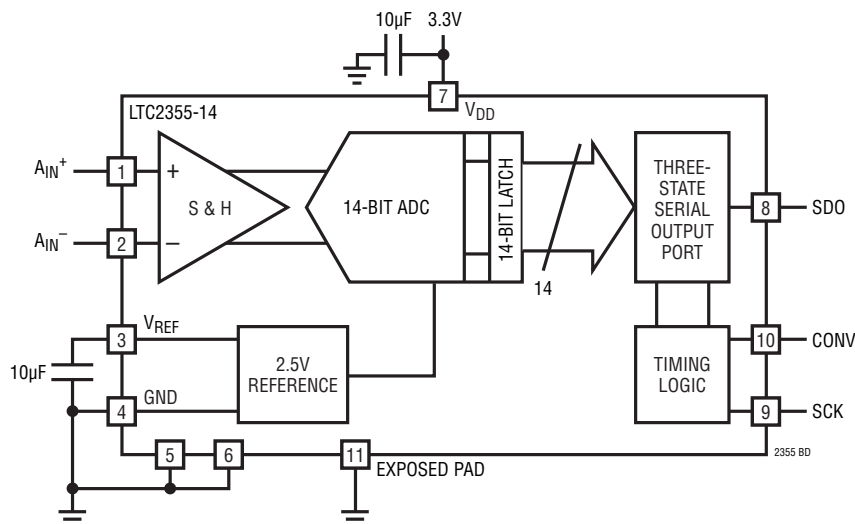 10µF 3.3V
7
VDD
LTC2355-14
AIN+
1
+
S & H
AIN–
2
–
14-BIT ADC
14-BIT LATCH
14
THREE-
STATE
SERIAL
OUTPUT
PORT
8
SDO
3
VREF
10µF
4
GND
2.5V
REFERENCE
TIMING
LOGIC
10
CONV
9
SCK
5
6
11
EXPOSED PAD
2355 BD